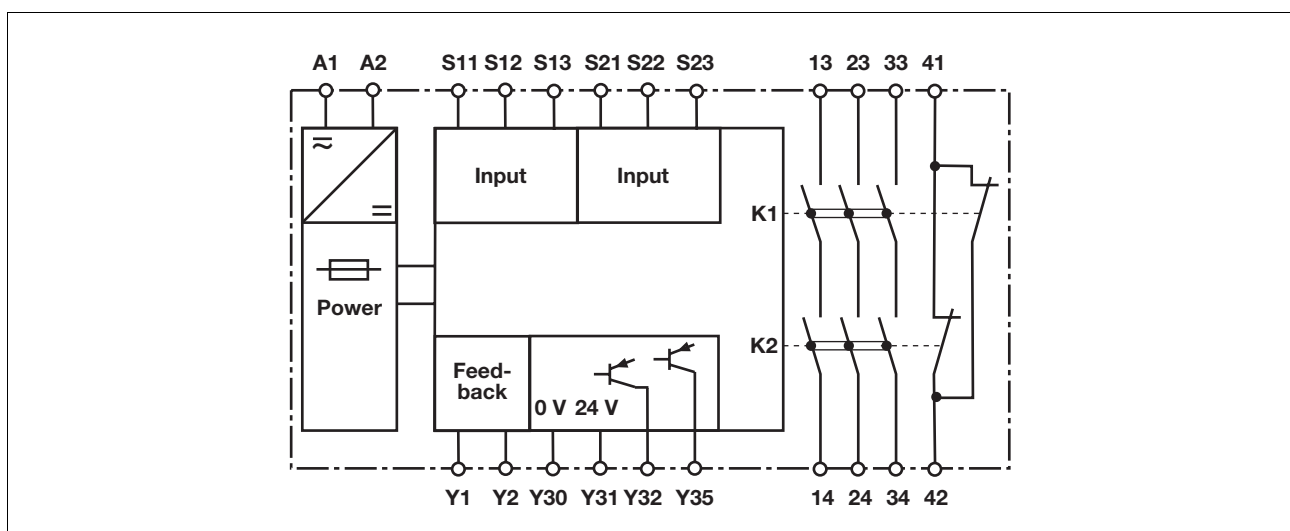 A1 A2 S11 S12 S13 S21 S22 S23 13 23 33 41
Input Input
K1
Power
K2
Feed-
back
0 V 24 V
Y1 Y2 Y30 Y31 Y32 Y35 14 24 34 42